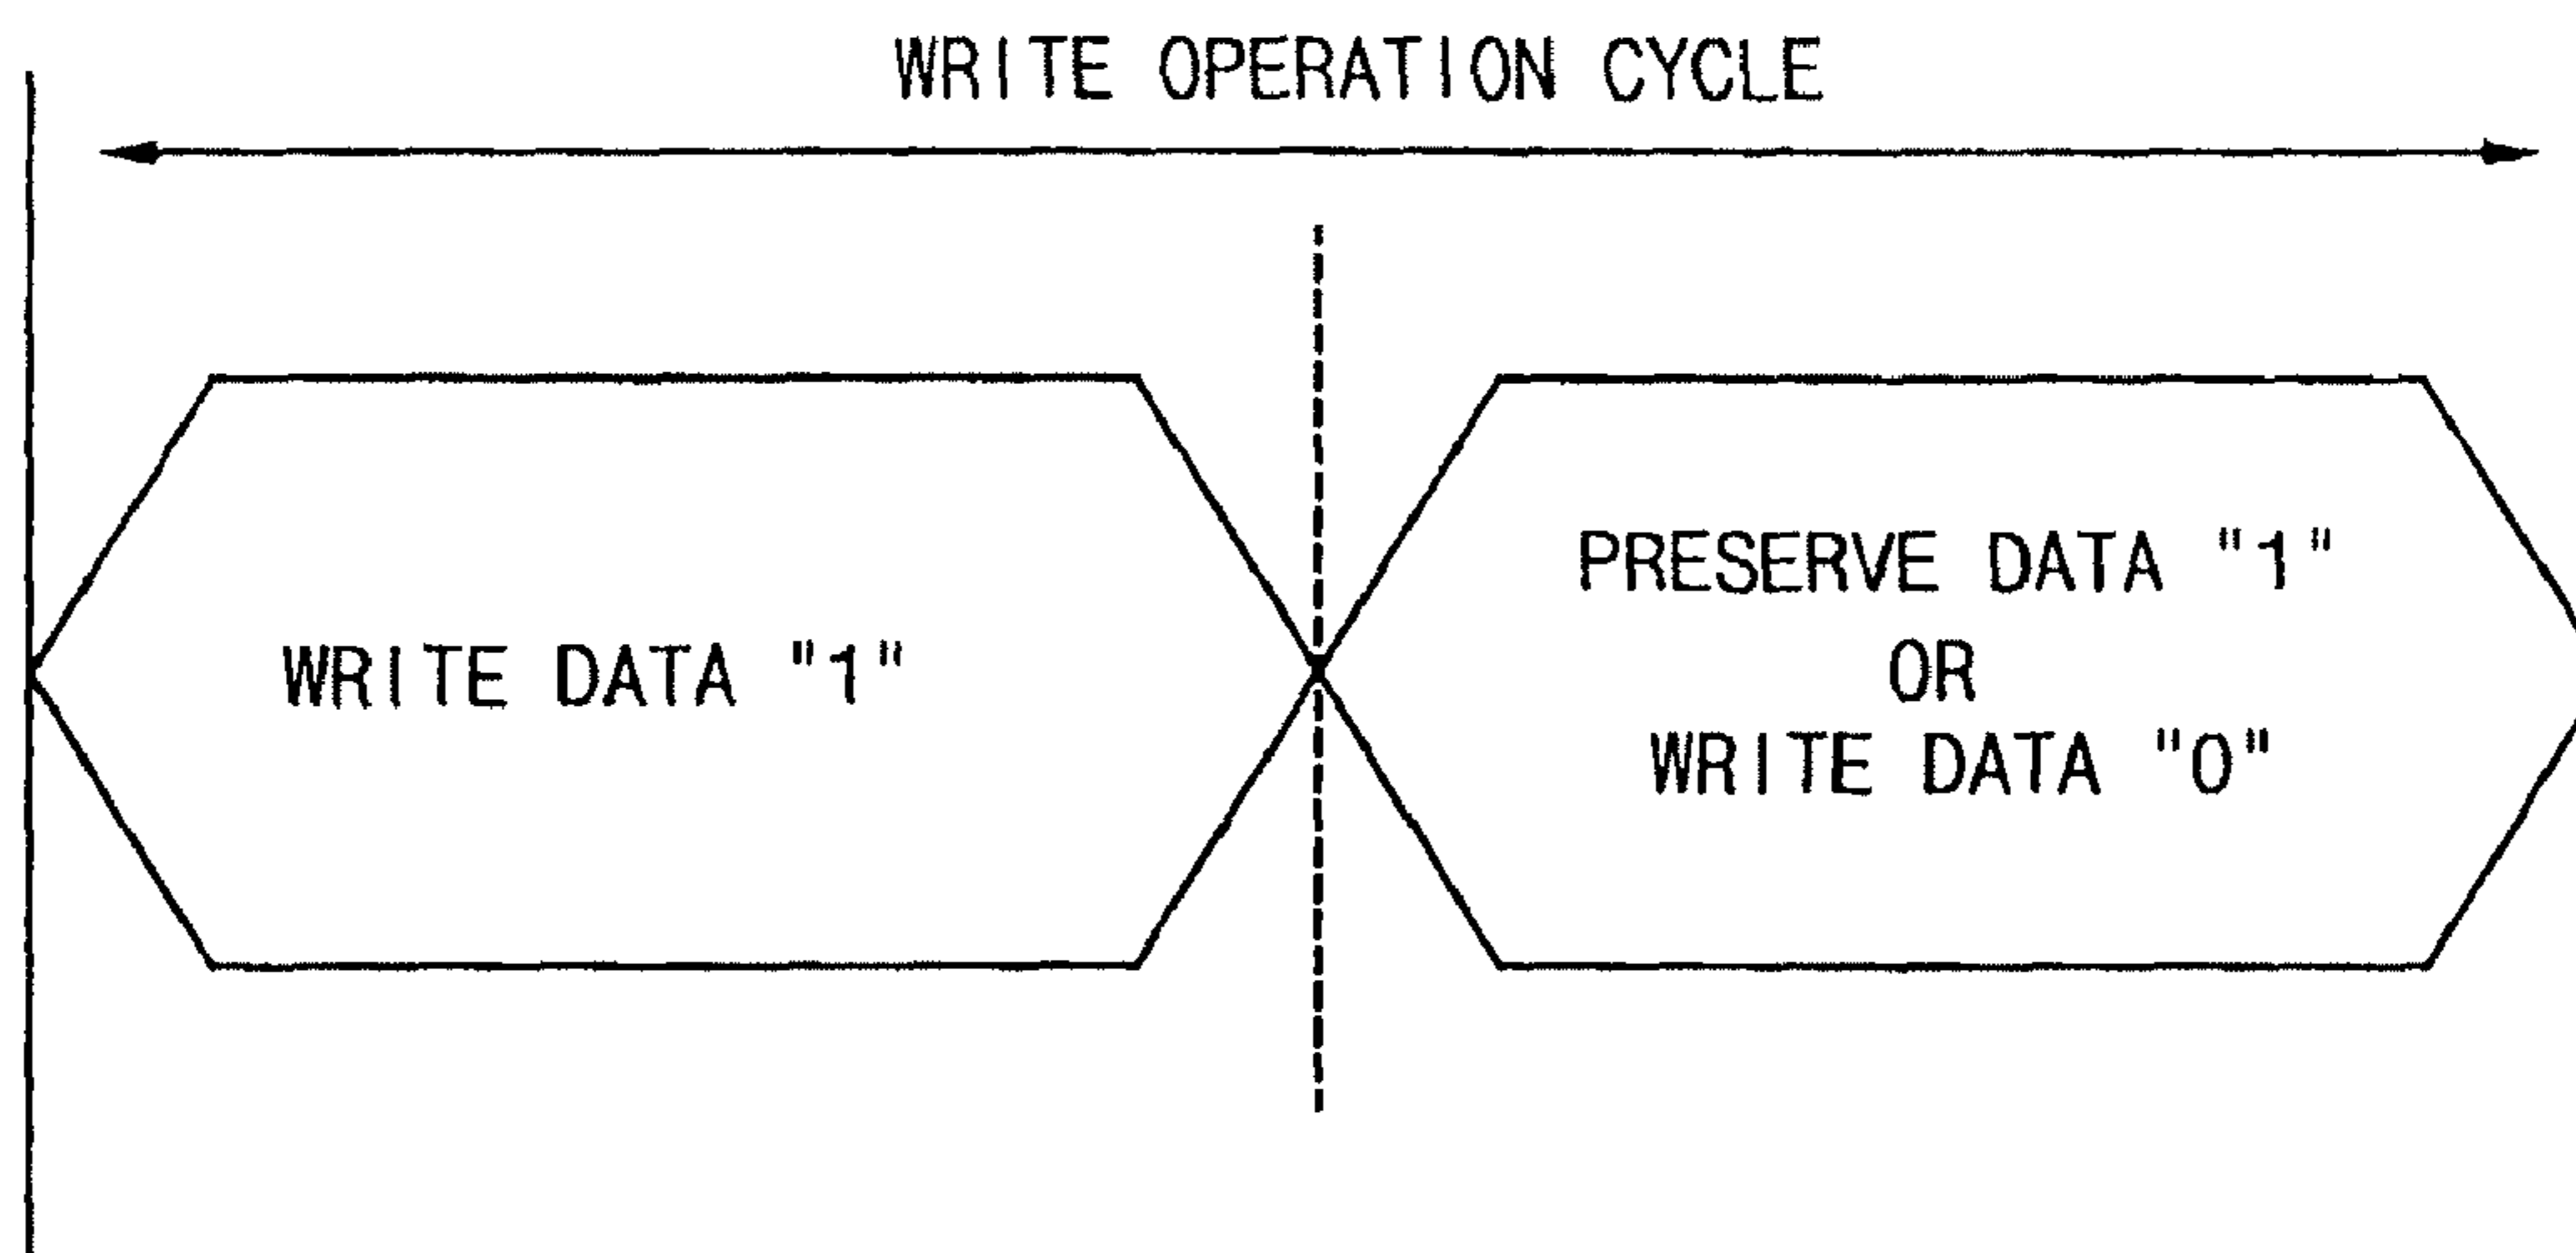 WRITE OPERATION CYCLE
WRITE DATA "1"
PRESERVE DATA "1"
OR
WRITE DATA "0"